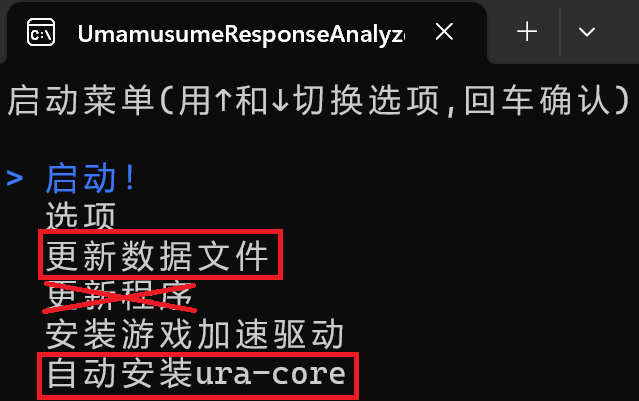 UmamusumeResponseAnalyz
启动菜单(用↑和↓切换选项,回车确认)
> 启动!
选项
更新数据文件
更新程序
安装游戏加速驱动
自动安装ura-core